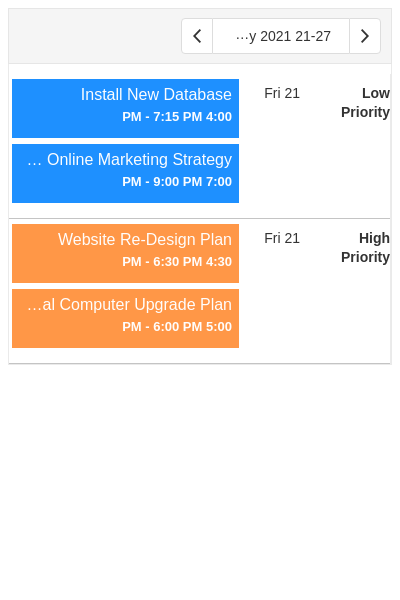 …y 2021 21-27
Low
Priority
Fri 21
Install New Database
PM - 7:15 PM 4:00
… Online Marketing Strategy
PM - 9:00 PM 7:00
High
Priority
Fri 21
Website Re-Design Plan
PM - 6:30 PM 4:30
…al Computer Upgrade Plan
PM - 6:00 PM 5:00